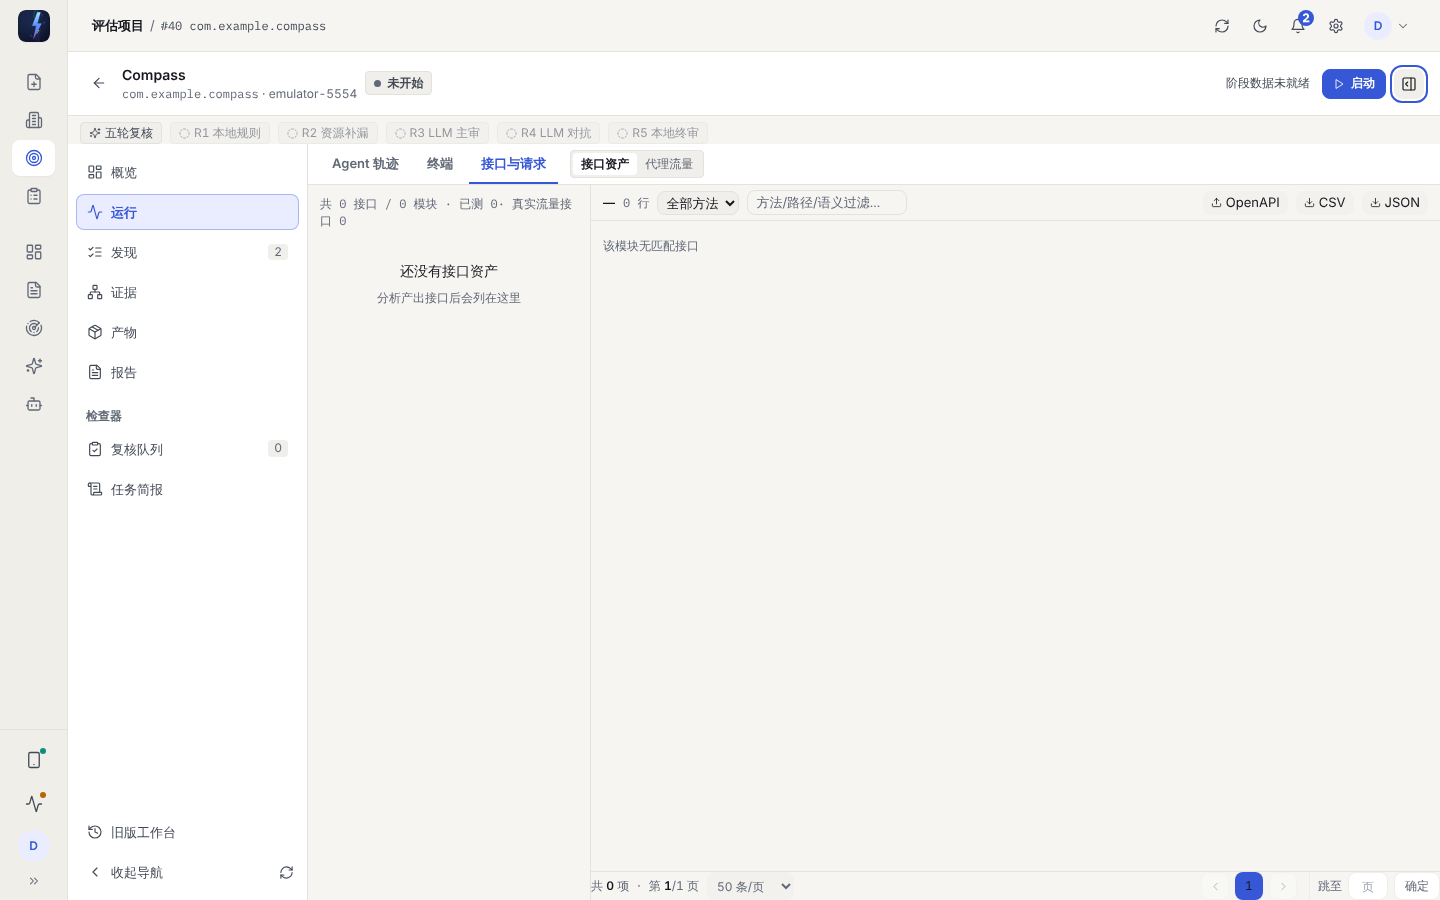 评估项目 / #40 com.example.compass
2
D
Compass
com.example.compass · emulator-5554
未开始
阶段数据未就绪
启动
五轮复核
R1 本地规则
R2 资源补漏
R3 LLM 主审
R4 LLM 对抗
R5 本地终审
概览
运行
发现
2
证据
产物
报告
检查器
复核队列
0
任务简报
旧版工作台
收起导航
D
Agent 轨迹
终端
接口与请求
接口资产
代理流量
共 0 接口 / 0 模块 · 已测 0· 真实流量接
口 0
还没有接口资产
分析产出接口后会列在这里
— 0 行
全部方法
方法/路径/语义过滤...
OpenAPI
CSV
JSON
该模块无匹配接口
共 0 项 · 第 1/1 页
50 条/页
1
跳至
页
确定